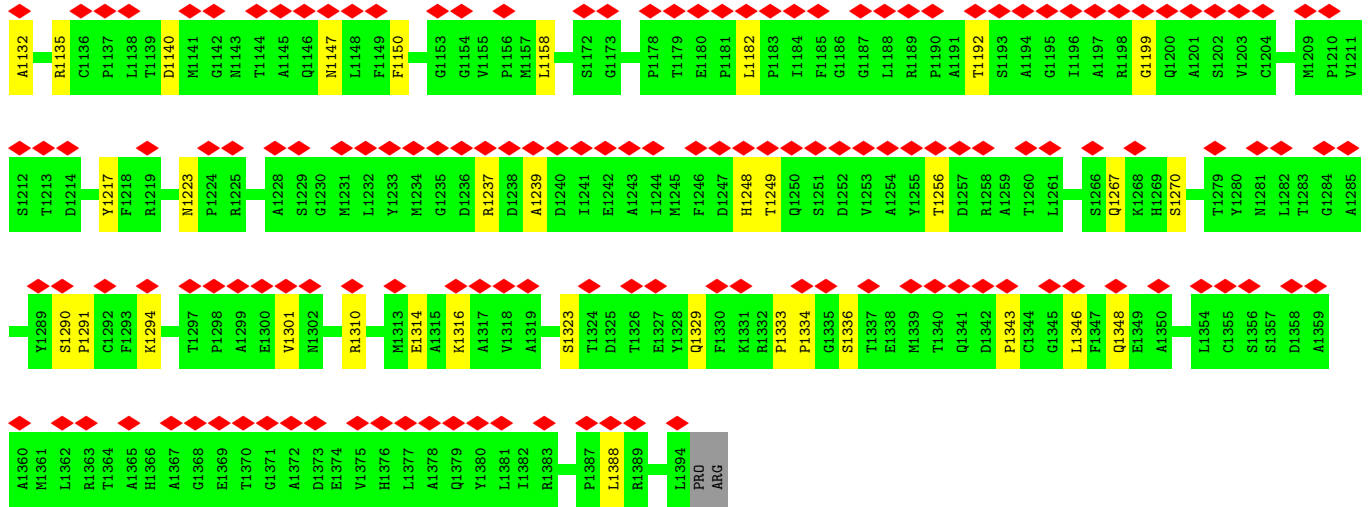 A1132 R1135 C1136 P1137 L1138 T1139 D1140 M1141 G1142 N1143 T1144 A1145 Q1146 N1147 L1148 F1149 F1150 G1153 G1154 V1155 P1156 M1157 L1158 S1172 G1173 P1178 T1179 E1180 P1181 L1182 P1183 I1184 F1185 G1186 G1187 L1188 R1189 P1190 A1191 T1192 S1193 A1194 G1195 I1196 A1197 R1198 G1199 Q1200 A1201 S1202 V1203 C1204 M1209 P1210 V1211
S1212 T1213 D1214 Y1217 F1218 R1219 N1223 P1224 R1225 A1228 S1229 G1230 M1231 L1232 Y1233 M1234 G1235 D1236 R1237 D1238 A1239 D1240 I1241 E1242 A1243 I1244 M1245 F1246 D1247 H1248 T1249 Q1250 S1251 D1252 V1253 A1254 Y1255 T1256 D1257 R1258 A1259 T1260 L1261 S1266 Q1267 K1268 H1269 S1270 T1279 Y1280 N1281 L1282 T1283 G1284 A1285
Y1289 S1290 P1291 C1292 F1293 K1294 T1297 P1298 A1299 E1300 V1301 N1302 R1310 M1313 E1314 A1315 K1316 A1317 V1318 A1319 S1323 T1324 D1325 T1326 E1327 Y1328 Q1329 F1330 K1331 R1332 P1333 P1334 G1335 S1336 T1337 E1338 M1339 T1340 Q1341 D1342 P1343 C1344 G1345 L1346 F1347 Q1348 E1349 A1350 L1354 C1355 S1356 S1357 D1358 A1359
A1360 M1361 L1362 R1363 T1364 A1365 H1366 A1367 G1368 E1369 T1370 G1371 A1372 D1373 E1374 V1375 H1376 L1377 A1378 Q1379 Y1380 L1381 I1382 R1383 P1387 L1388 R1389 L1394 PRO ARG